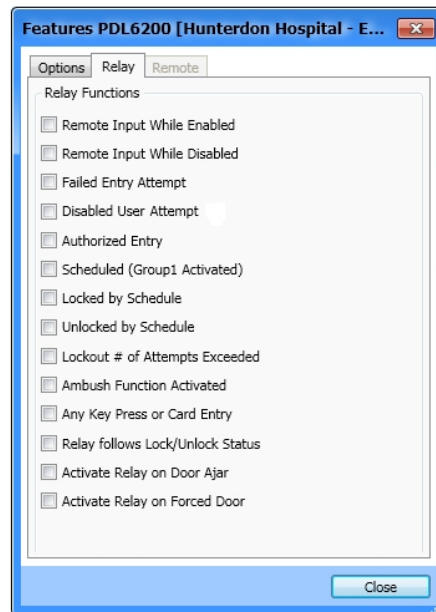 Features PDL6200 [Hunterdon Hospital - E...
Options Relay Remote
Relay Functions
Remote Input While Enabled
Remote Input While Disabled
Failed Entry Attempt
Disabled User Attempt
Authorized Entry
Scheduled (Group1 Activated)
Locked by Schedule
Unlocked by Schedule
Lockout # of Attempts Exceeded
Ambush Function Activated
Any Key Press or Card Entry
Relay follows Lock/Unlock Status
Activate Relay on Door Ajar
Activate Relay on Forced Door
Close